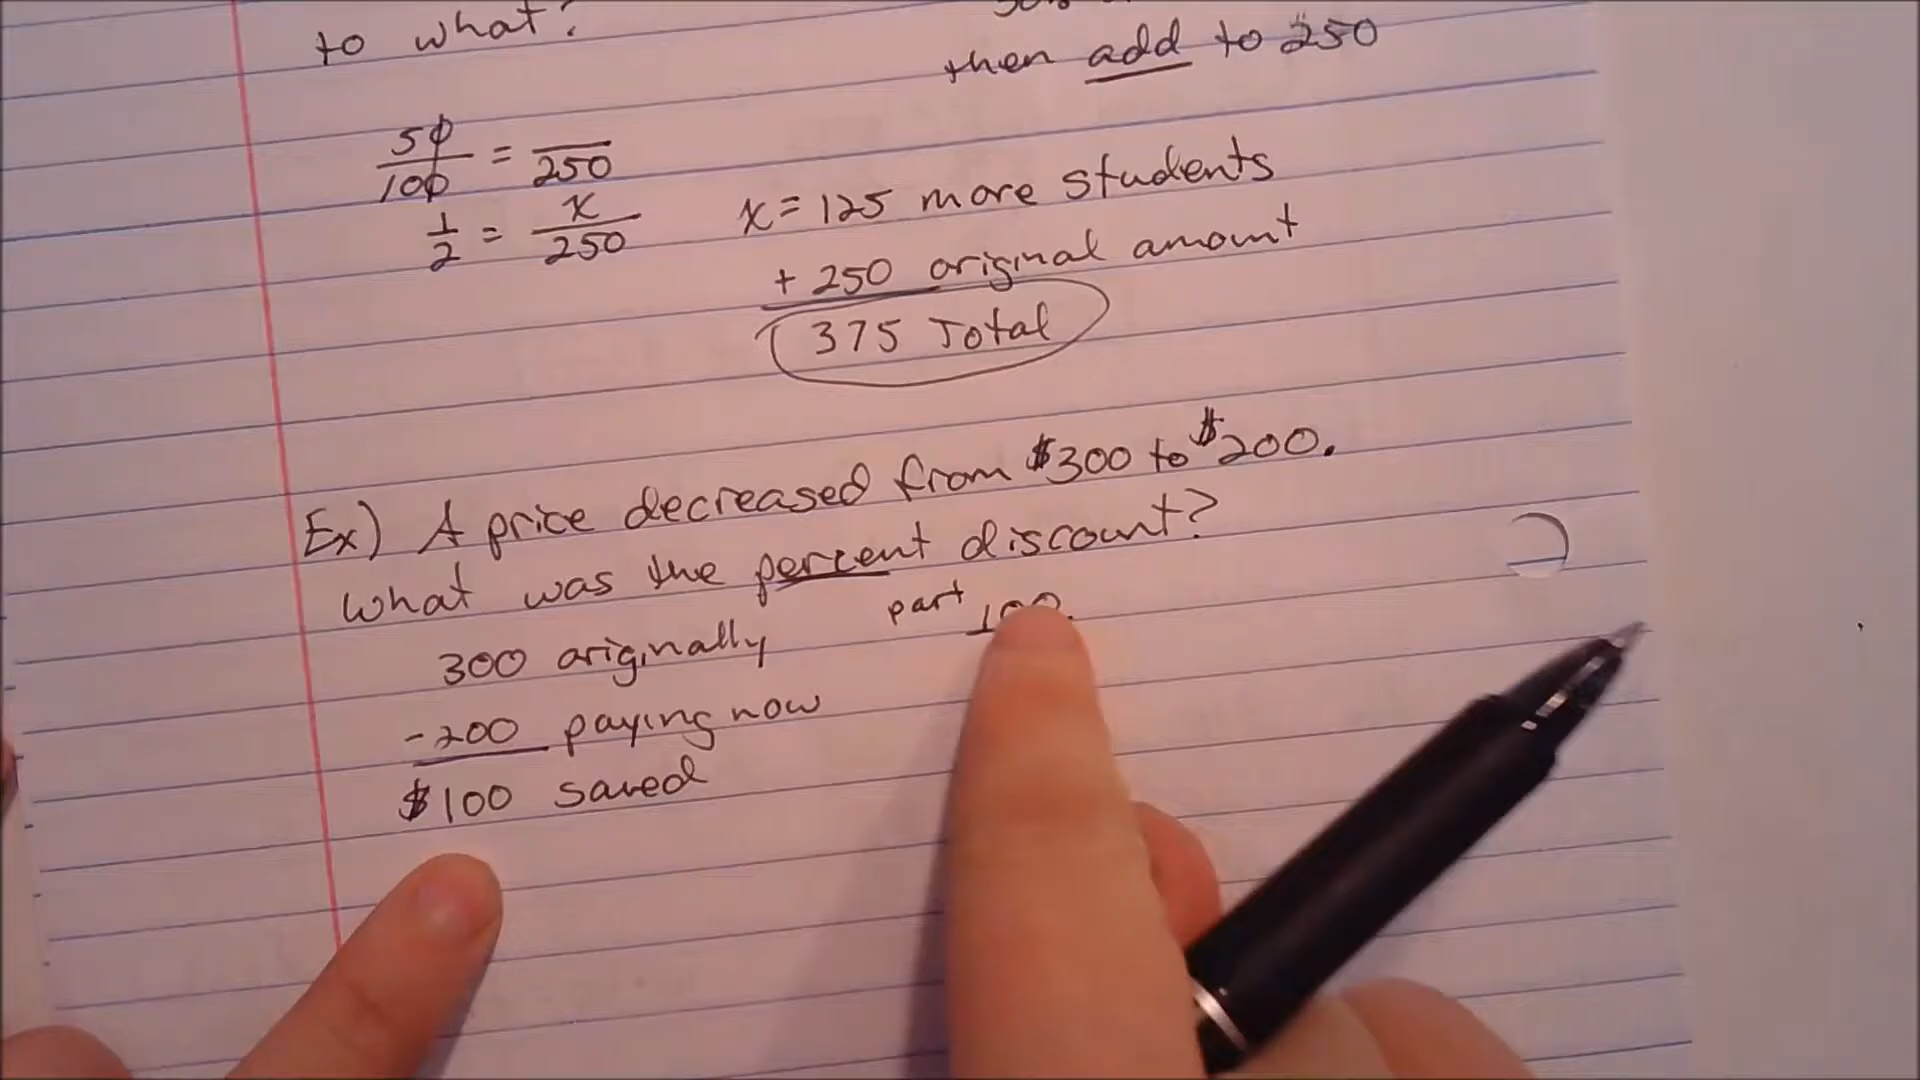 to what?
then add to 250
50/100 = /250
1/2 = x/250
x = 125 more students
+ 250 original amount
375 Total
Ex) A price decreased from $300 to $200.
What was the percent discount?
300 originally
part 100
- 200 paying now
$100 saved